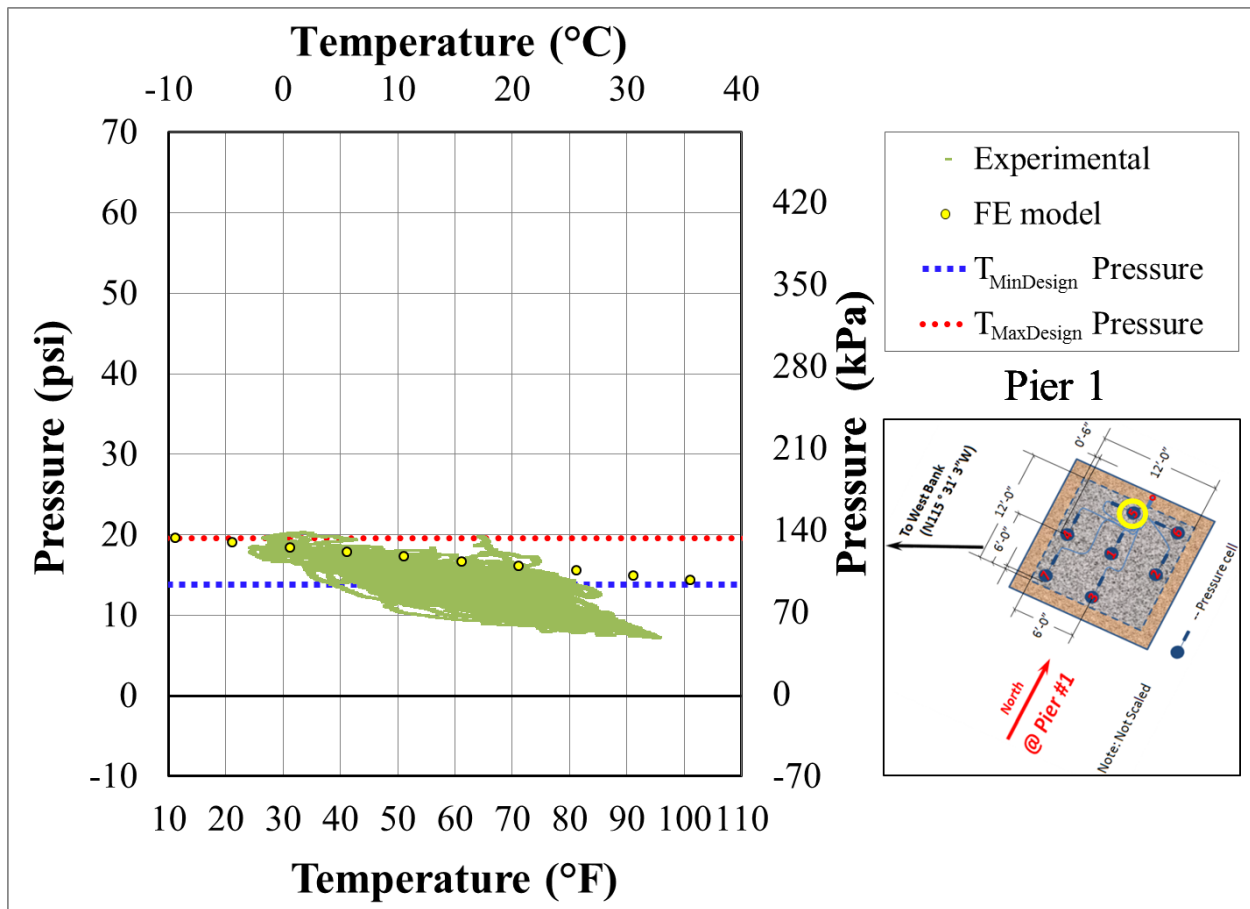 Temperature (°C)
-10 0 10 20 30 40
70
60
50
40
30
20
10
0
-10
Pressure (psi)
420
350
280
210
140
70
0
-70
Pressure (kPa)
10 20 30 40 50 60 70 80 90 100 110
Temperature (°F)
Experimental
FE model
TMinDesign Pressure
TMaxDesign Pressure
Pier 1
To West Bank
(N115° 31' 3"W)
0'-6"
12'-0"
12'-0"
6'-0"
6'-0"
-- Pressure cell
North
@ Pier #1
Note: Not Scaled